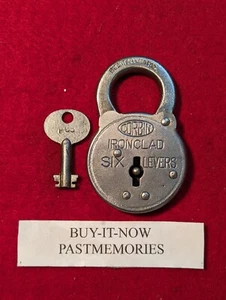 CORBIN
IRONCLAD
SIX LEVERS
BUY-IT-NOW
PASTMEMORIES